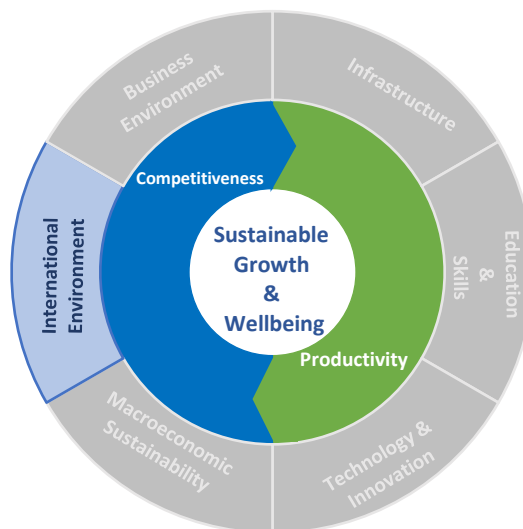 Business
Environment
Infrastructure
Competitiveness
International
Environment
Sustainable
Growth
&
Wellbeing
Education
&
Skills
Productivity
Macroeconomic
Sustainability
Technology &
Innovation